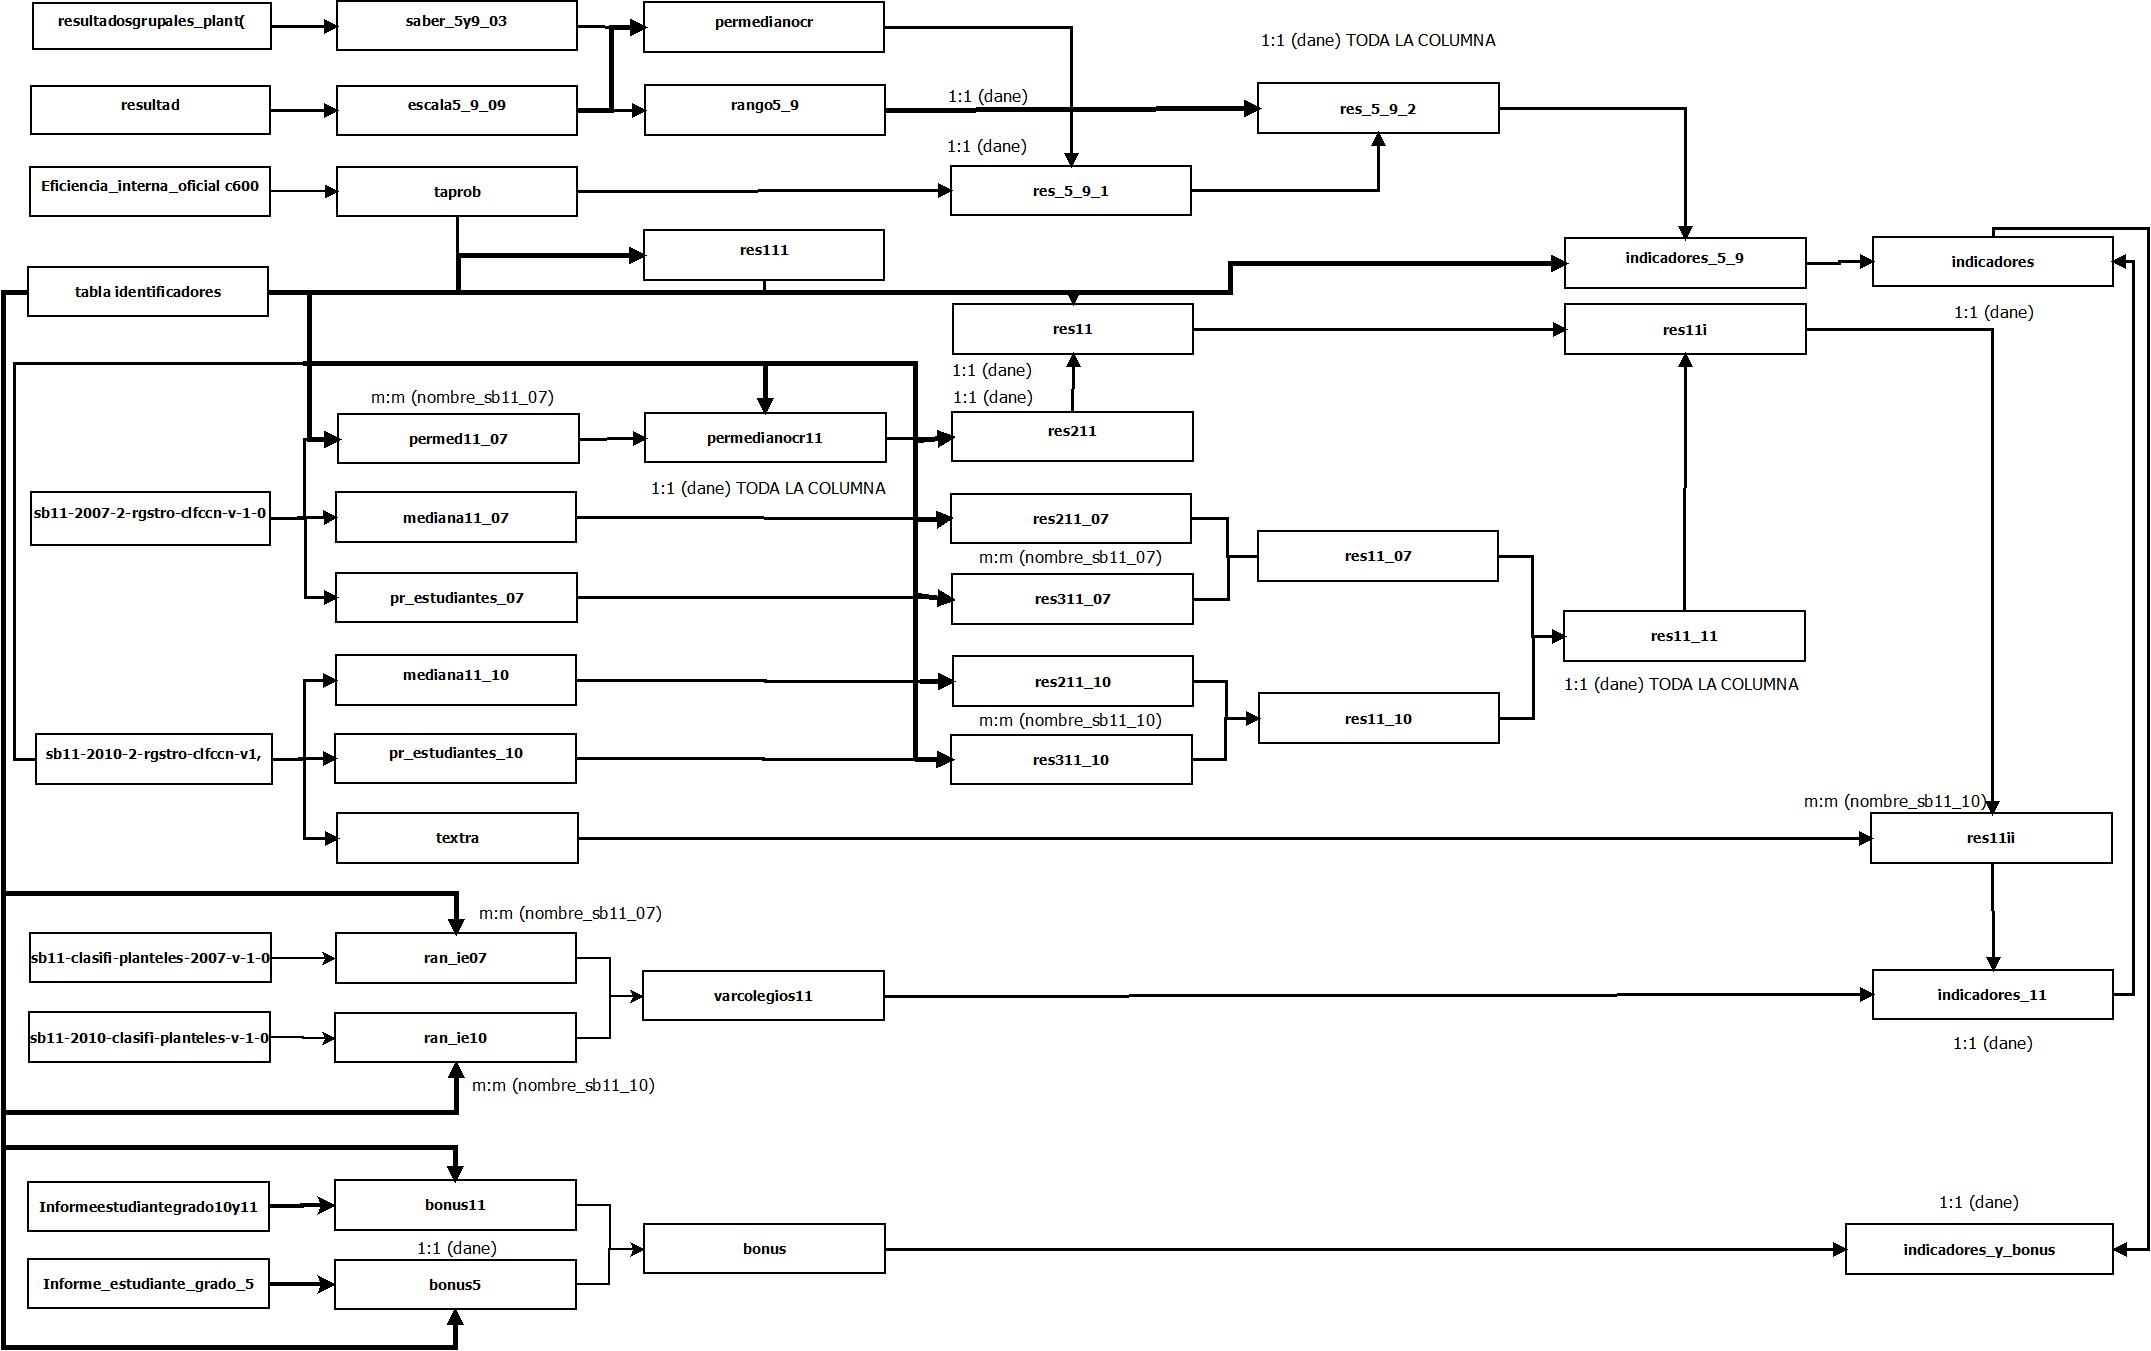 resultadosgrupales_plant(
saber_5y9_03
permedianocr
1:1 (dane) TODA LA COLUMNA
resultad
escala5_9_09
rango5_9
1:1 (dane)
res_5_9_2
1:1 (dane)
Eficiencia_interna_oficial c600
taprob
res_5_9_1
res111
indicadores_5_9
indicadores
tabla identificadores
1:1 (dane)
res11
res11i
1:1 (dane)
m:m (nombre_sb11_07)
1:1 (dane)
permed11_07
permedianocr11
res211
1:1 (dane) TODA LA COLUMNA
sb11-2007-2-rgstro-clfccn-v-1-0
mediana11_07
res211_07
m:m (nombre_sb11_07)
res11_07
pr_estudiantes_07
res311_07
res11_11
mediana11_10
res211_10
1:1 (dane) TODA LA COLUMNA
m:m (nombre_sb11_10)
res11_10
sb11-2010-2-rgstro-clfccn-v1,
pr_estudiantes_10
res311_10
m:m (nombre_sb11_10)
textra
res11ii
m:m (nombre_sb11_07)
sb11-clasifi-planteles-2007-v-1-0
ran_ie07
varcolegios11
indicadores_11
sb11-2010-clasifi-planteles-v-1-0
ran_ie10
1:1 (dane)
m:m (nombre_sb11_10)
Informeestudiantegrado10y11
bonus11
1:1 (dane)
1:1 (dane)
bonus
indicadores_y_bonus
Informe_estudiante_grado_5
bonus5